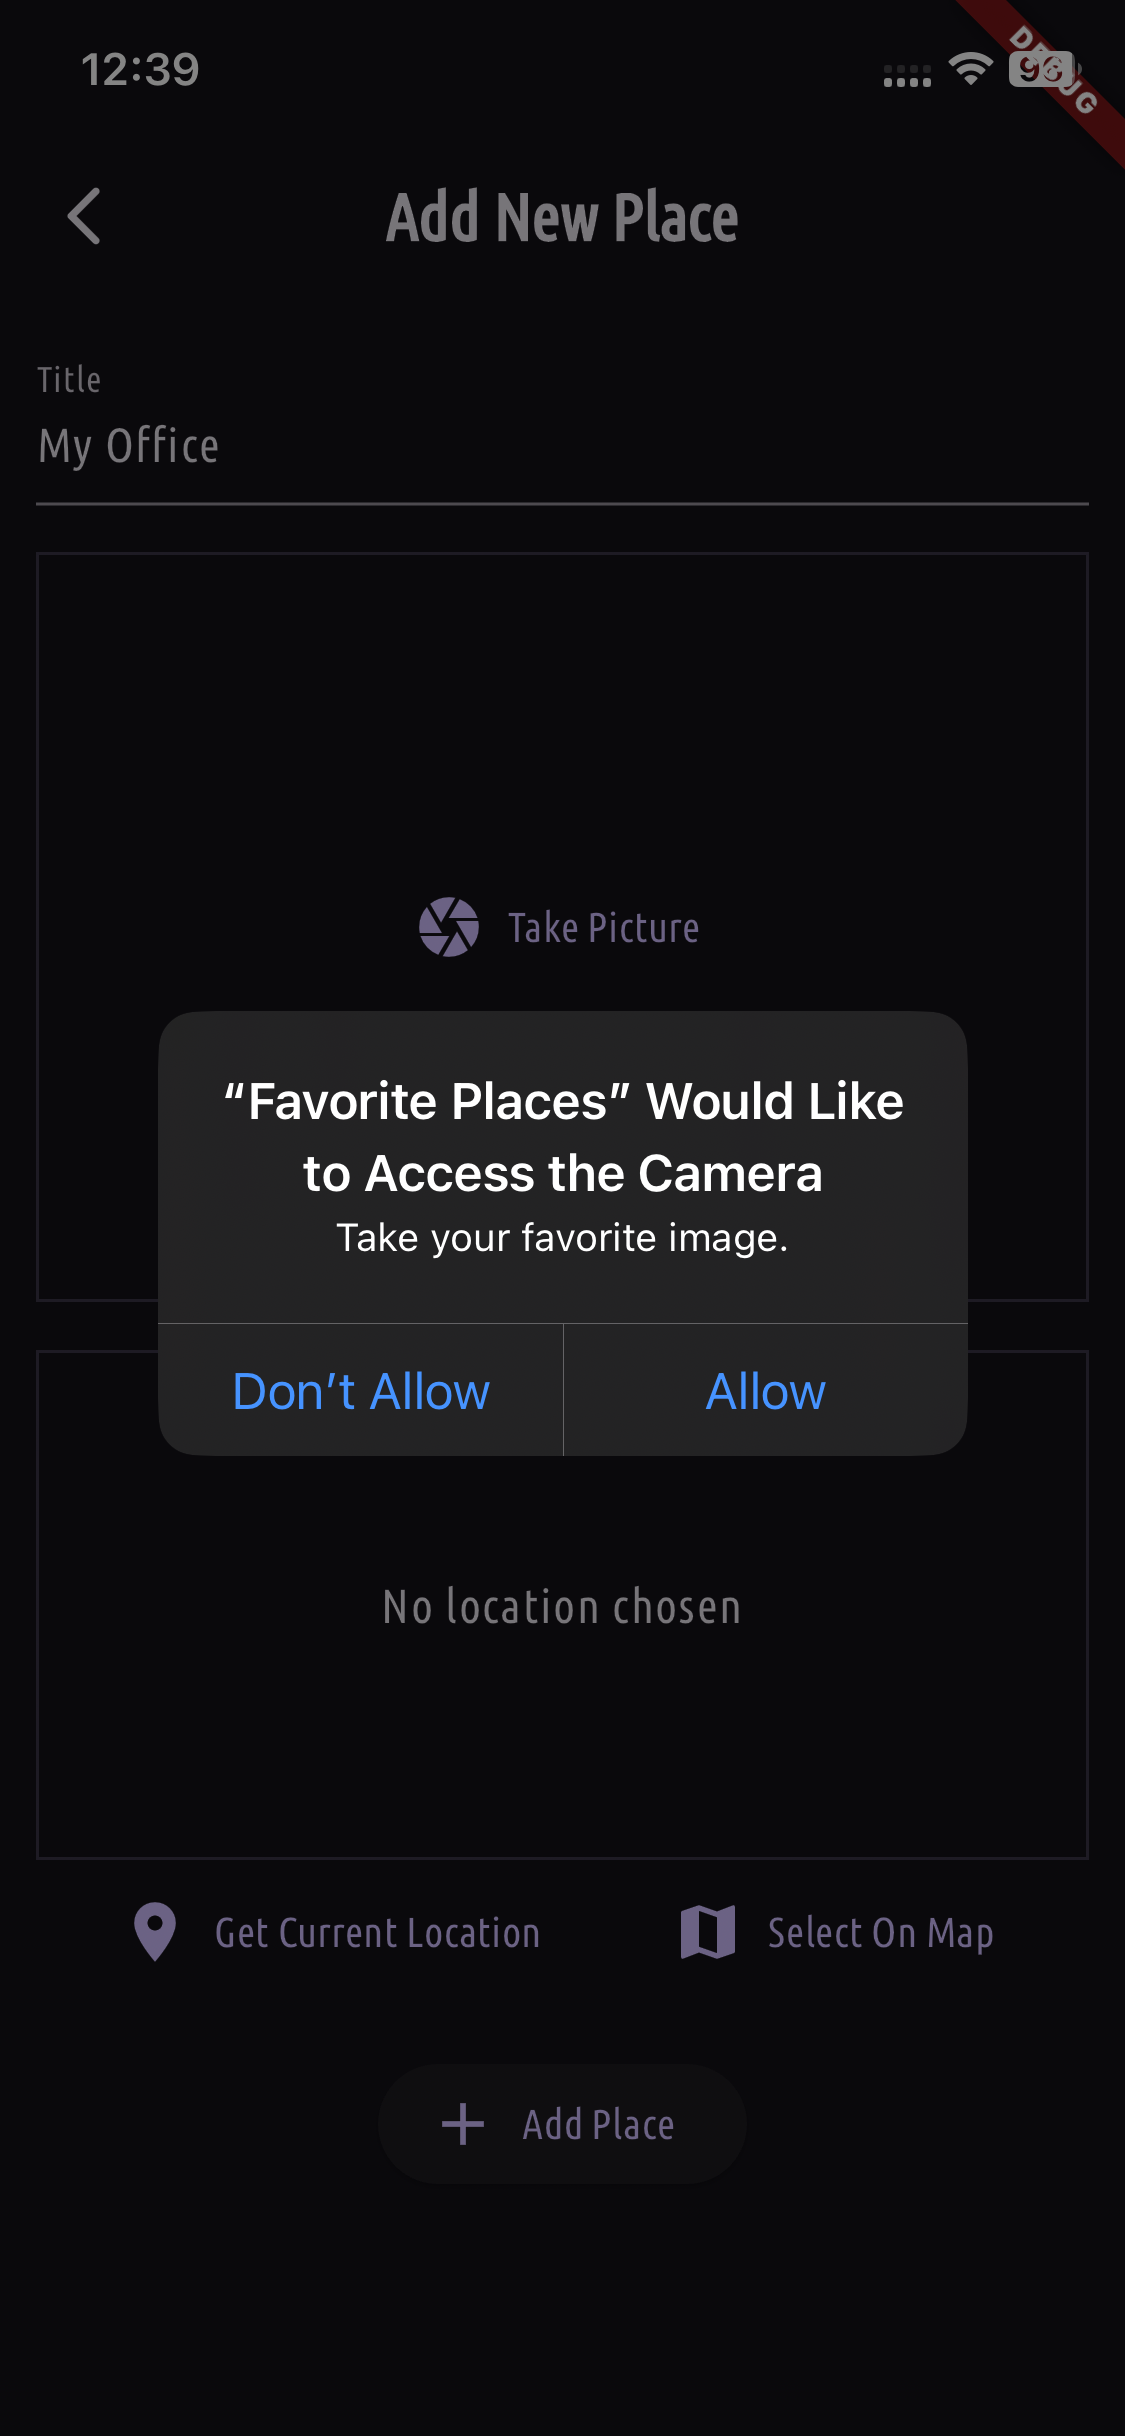 12:39
96
DEBUG
Add New Place
Title
My Office
Take Picture
“Favorite Places” Would Like
to Access the Camera
Take your favorite image.
Don’t Allow
Allow
No location chosen
Get Current Location
Select On Map
Add Place